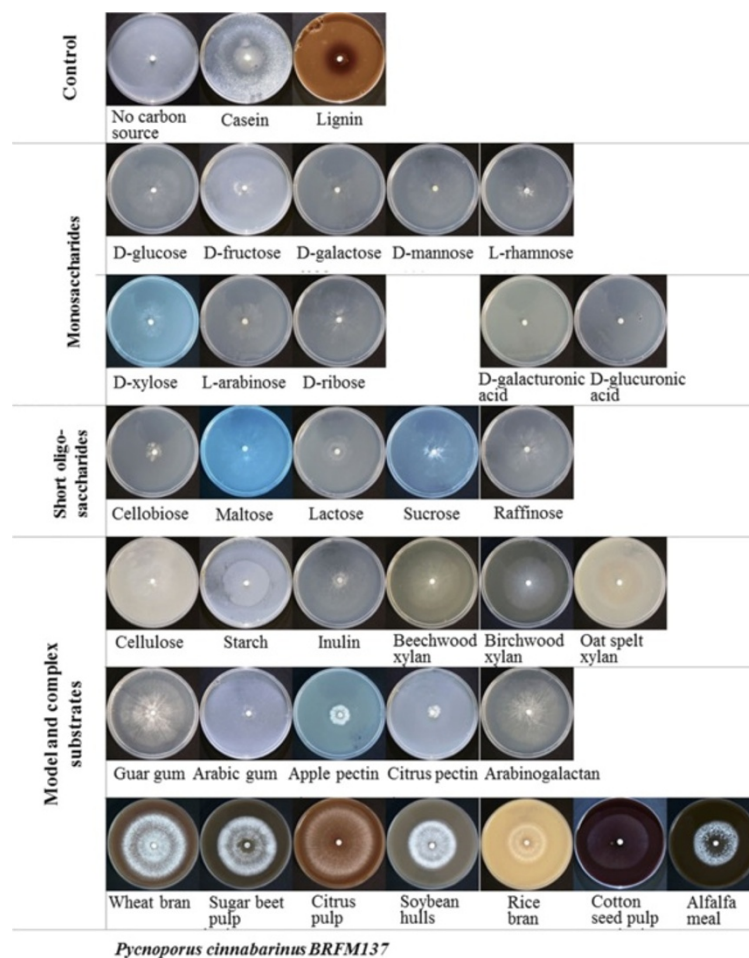 Control
No carbon source
Casein
Lignin
Monosaccharides
D-glucose D-fructose D-galactose D-mannose L-rhamnose
D-xylose L-arabinose D-ribose D-galacturonic acid D-glucuronic acid
Short oligo-
saccharides
Cellobiose Maltose Lactose Sucrose Raffinose
Model and complex
substrates
Cellulose Starch Inulin Beechwood xylan Birchwood xylan Oat spelt xylan
Guar gum Arabic gum Apple pectin Citrus pectin Arabinogalactan
Wheat bran Sugar beet pulp Citrus pulp Soybean hulls Rice bran Cotton seed pulp Alfalfa meal
Pycnoporus cinnabarinus BRFM137